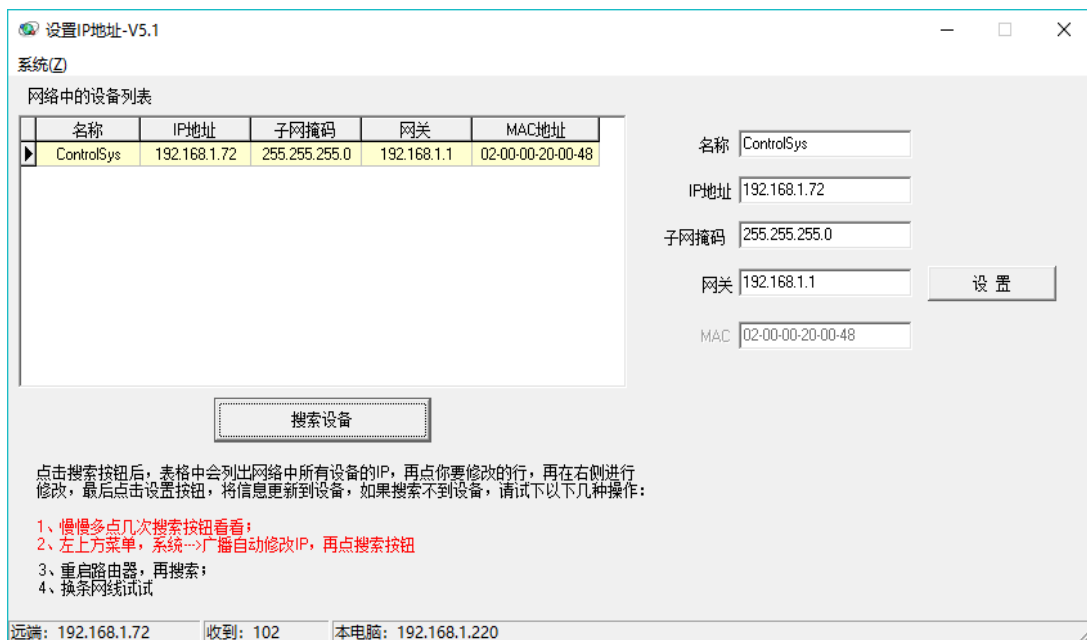 设置IP地址-V5.1
系统(Z)
网络中的设备列表
名称 IP地址 子网掩码 网关 MAC地址
ControlSys 192.168.1.72 255.255.255.0 192.168.1.1 02-00-00-20-00-48
名称 ControlSys
IP地址 192.168.1.72
子网掩码 255.255.255.0
网关 192.168.1.1
设 置
MAC 02-00-00-20-00-48
搜索设备
点击搜索按钮后，表格中会列出网络中所有设备的IP，再点你要修改的行，再在右侧进行
修改，最后点击设置按钮，将信息更新到设备，如果搜索不到设备，请试下以下几种操作：
1、慢慢多点几次搜索按钮看看；
2、左上方菜单，系统--->广播自动修改IP，再点搜索按钮
3、重启路由器，再搜索；
4、换条网线试试
远端: 192.168.1.72 收到: 102 本电脑: 192.168.1.220